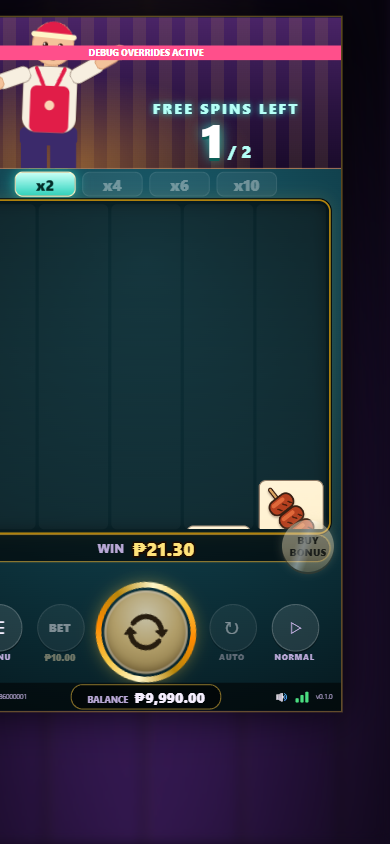 DEBUG OVERRIDES ACTIVE
FREE SPINS LEFT
1 / 2
x2 x4 x6 x10
WIN ₱21.30
BUY BONUS
BET
₱10.00
AUTO
NORMAL
BALANCE ₱9,990.00
v0.1.0